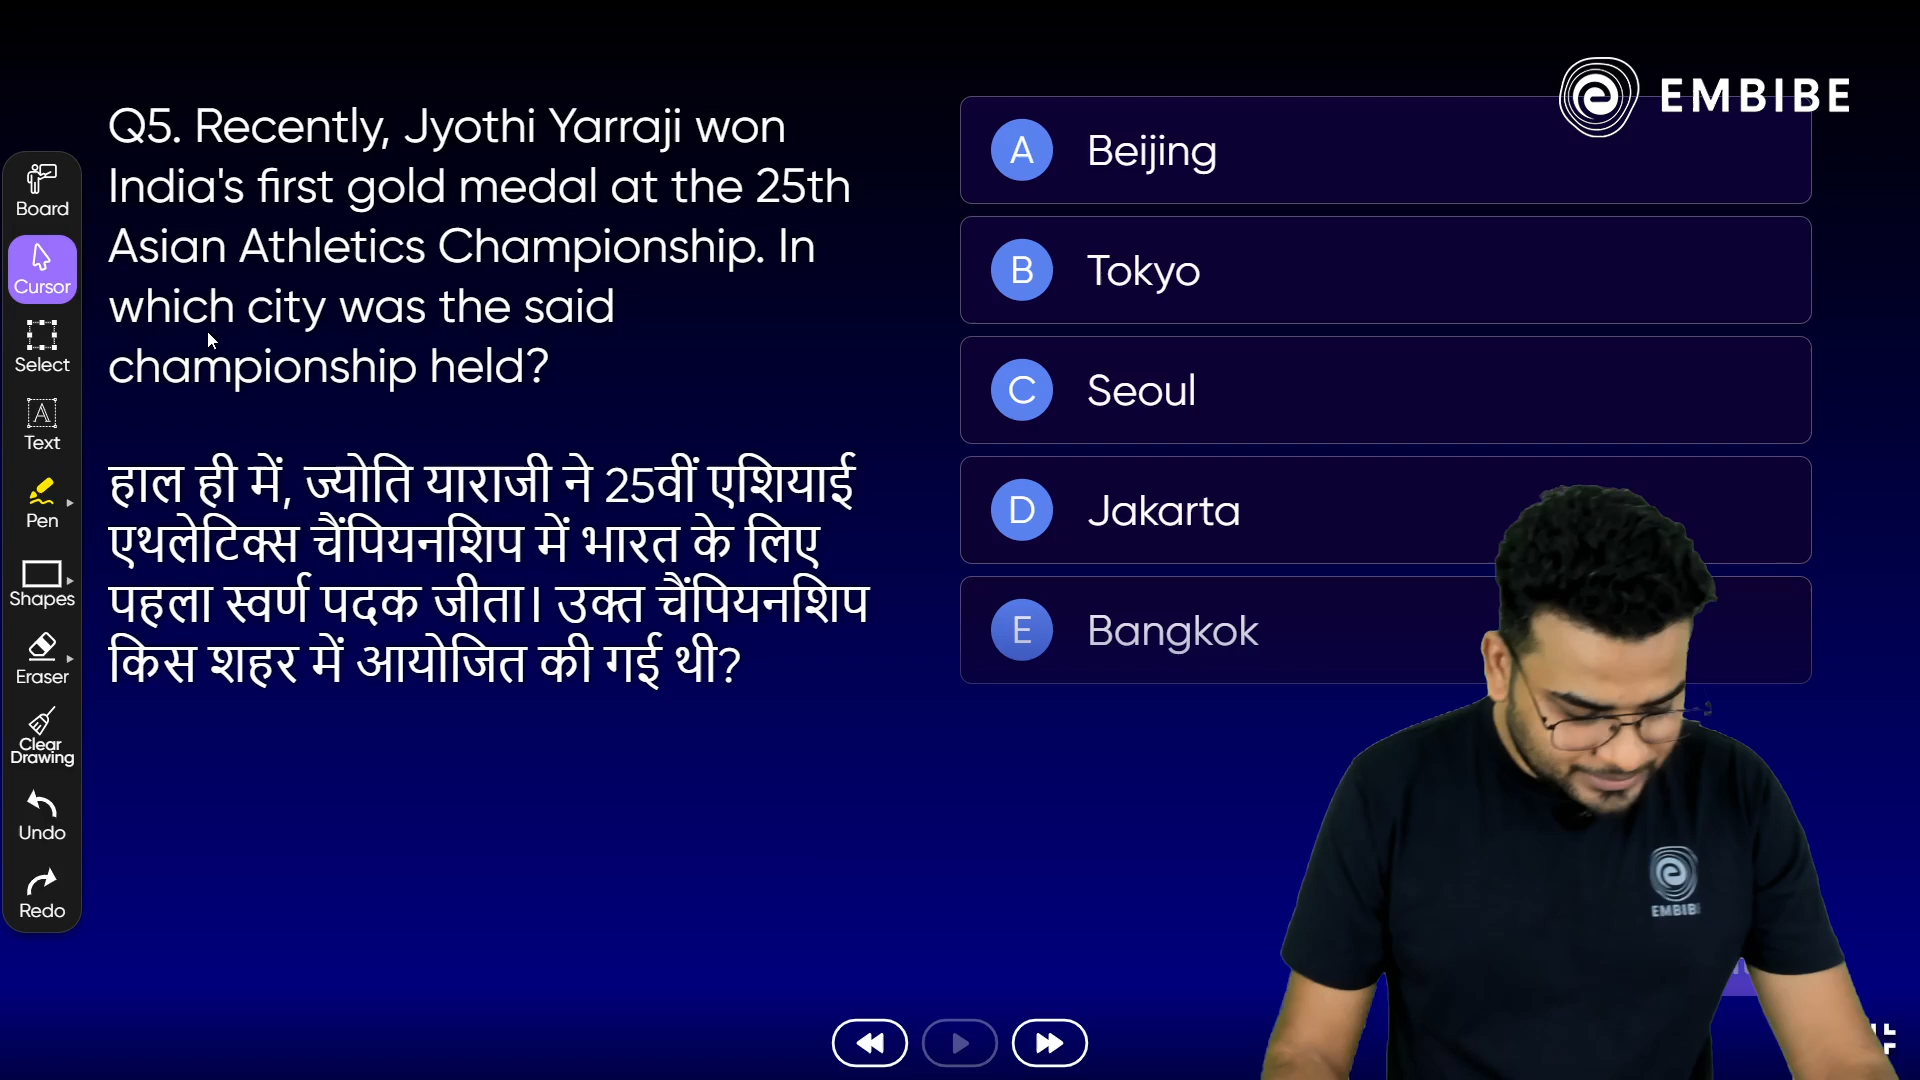 EMBIBE
Q5. Recently, Jyothi Yarraji won
India's first gold medal at the 25th
Asian Athletics Championship. In
which city was the said
championship held?
हाल ही में, ज्योति याराजी ने 25वीं एशियाई
एथलेटिक्स चैंपियनशिप में भारत के लिए
पहला स्वर्ण पदक जीता। उक्त चैंपियनशिप
किस शहर में आयोजित की गई थी?
A Beijing
B Tokyo
C Seoul
D Jakarta
E Bangkok
Board
Cursor
Select
Text
Pen
Shapes
Eraser
Clear
Drawing
Undo
Redo
EMBIBE